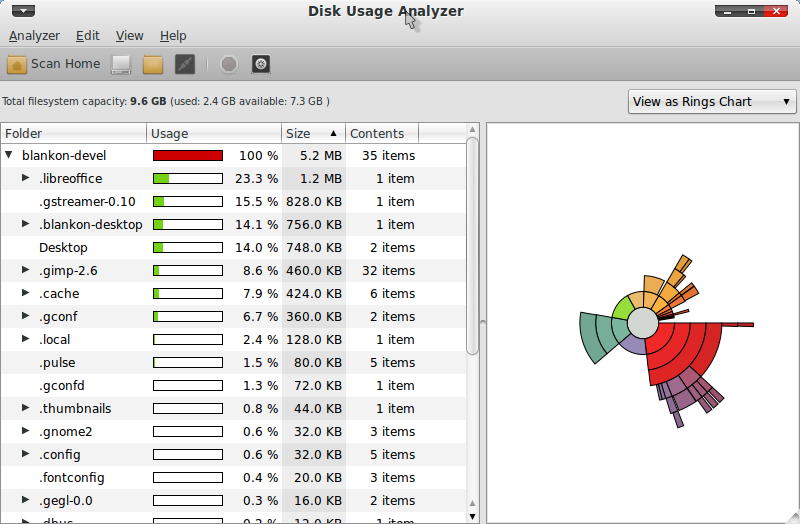 Disk Usage Analyzer
Analyzer Edit View Help
Scan Home
Total filesystem capacity: 9.6 GB (used: 2.4 GB available: 7.3 GB )
View as Rings Chart
Folder Usage Size Contents
blankon-devel 100 % 5.2 MB 35 items
.libreoffice 23.3 % 1.2 MB 1 item
.gstreamer-0.10 15.5 % 828.0 KB 1 item
.blankon-desktop 14.1 % 756.0 KB 1 item
Desktop 14.0 % 748.0 KB 2 items
.gimp-2.6 8.6 % 460.0 KB 32 items
.cache 7.9 % 424.0 KB 6 items
.gconf 6.7 % 360.0 KB 2 items
.local 2.4 % 128.0 KB 1 item
.pulse 1.5 % 80.0 KB 5 items
.gconfd 1.3 % 72.0 KB 1 item
.thumbnails 0.8 % 44.0 KB 1 item
.gnome2 0.6 % 32.0 KB 3 items
.config 0.6 % 32.0 KB 5 items
.fontconfig 0.4 % 20.0 KB 3 items
.gegl-0.0 0.3 % 16.0 KB 2 items
.dbus 12.0 KB 1 item